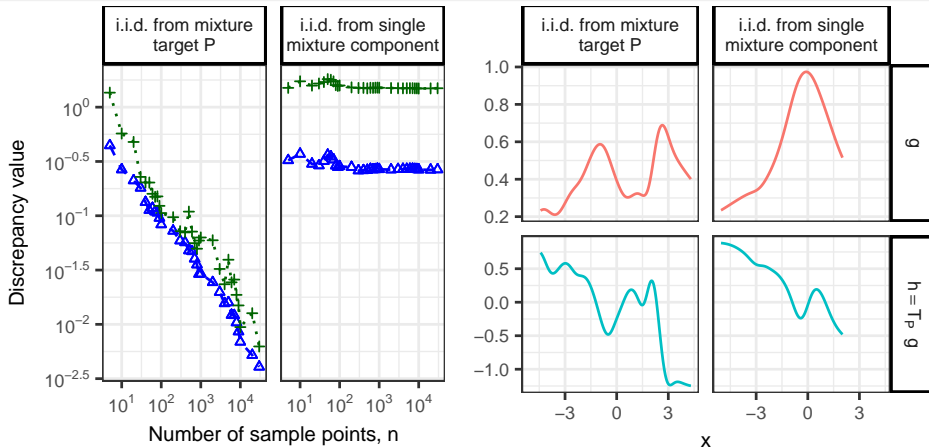 i.i.d. from mixture
target P
i.i.d. from single
mixture component
10^0
10^−0.5
10^−1
10^−1.5
10^−2
10^−2.5
Discrepancy value
10^1 10^2 10^3 10^4
10^1 10^2 10^3 10^4
Number of sample points, n
i.i.d. from mixture
target P
i.i.d. from single
mixture component
1.0
0.8
0.6
0.4
0.2
g
0.5
0.0
−0.5
−1.0
h = T_P g
−3 0 3
−3 0 3
x